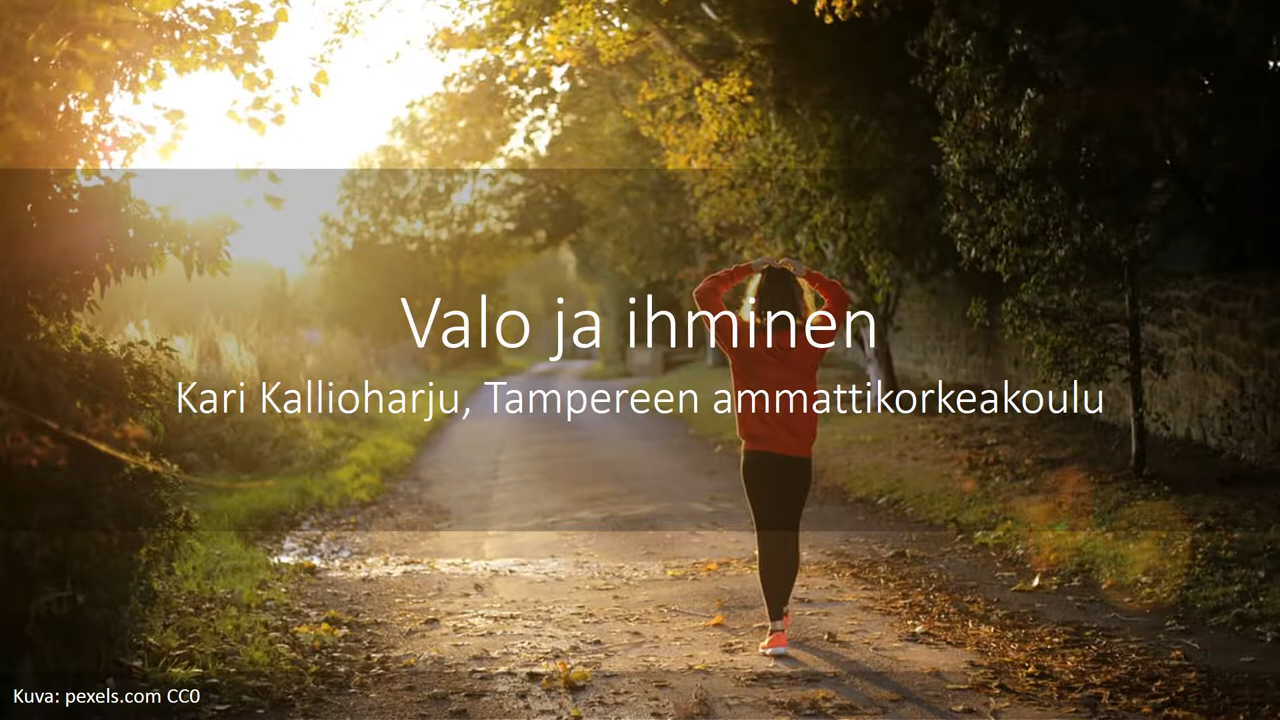 Valo ja ihminen
Kari Kallioharju, Tampereen ammattikorkeakoulu
Kuva: pexels.com CC0